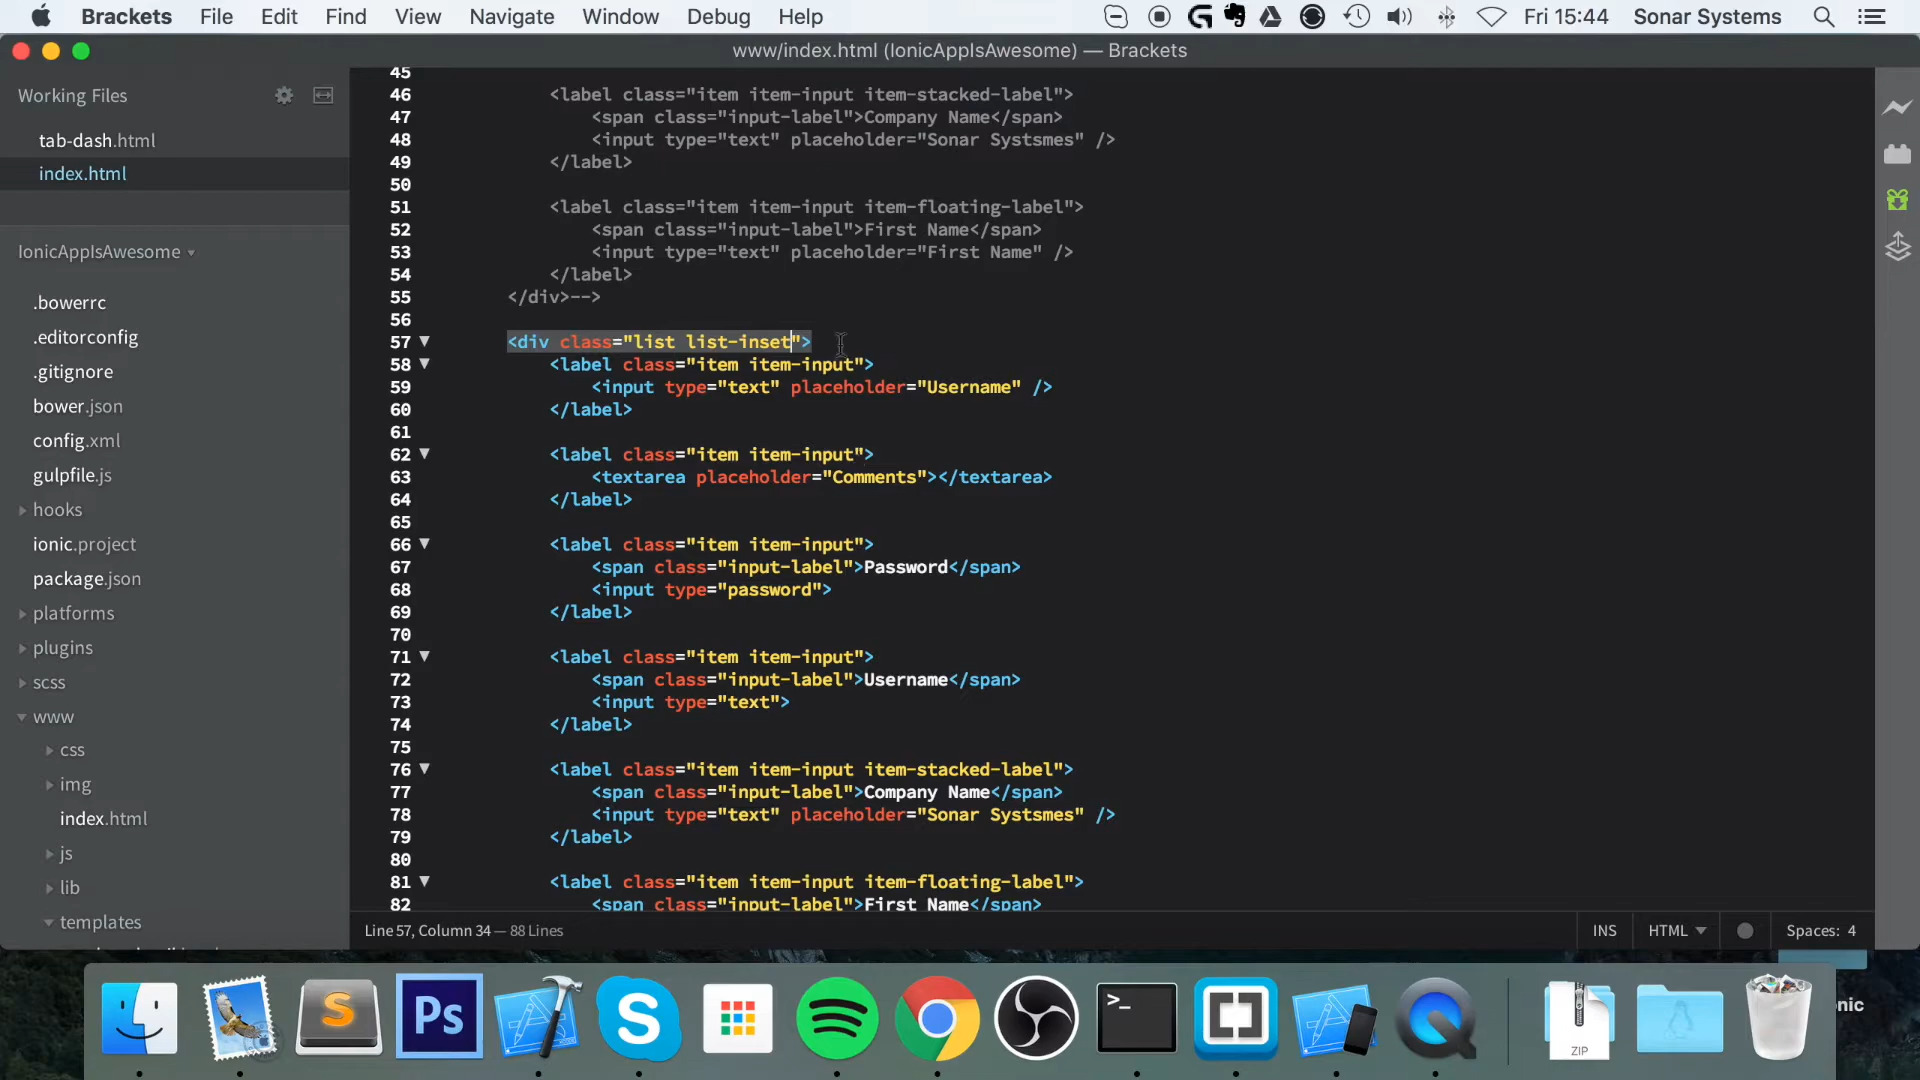 Brackets File Edit Find View Navigate Window Debug Help Fri 15:44 Sonar Systems
www/index.html (IonicAppIsAwesome) — Brackets
Working Files
tab-dash.html
index.html
IonicAppIsAwesome
.bowerrc
.editorconfig
.gitignore
bower.json
config.xml
gulpfile.js
hooks
ionic.project
package.json
platforms
plugins
scss
www
css
img
index.html
js
lib
templates
45
46 <label class="item item-input item-stacked-label">
47 <span class="input-label">Company Name</span>
48 <input type="text" placeholder="Sonar Systsmes" />
49 </label>
50
51 <label class="item item-input item-floating-label">
52 <span class="input-label">First Name</span>
53 <input type="text" placeholder="First Name" />
54 </label>
55 </div>-->
56
57 <div class="list list-inset">
58 <label class="item item-input">
59 <input type="text" placeholder="Username" />
60 </label>
61
62 <label class="item item-input">
63 <textarea placeholder="Comments"></textarea>
64 </label>
65
66 <label class="item item-input">
67 <span class="input-label">Password</span>
68 <input type="password">
69 </label>
70
71 <label class="item item-input">
72 <span class="input-label">Username</span>
73 <input type="text">
74 </label>
75
76 <label class="item item-input item-stacked-label">
77 <span class="input-label">Company Name</span>
78 <input type="text" placeholder="Sonar Systsmes" />
79 </label>
80
81 <label class="item item-input item-floating-label">
82 <span class="input-label">First Name</span>
Line 57, Column 34 — 88 Lines
INS HTML Spaces: 4
S
Ps
S
>_
ZIP
nic